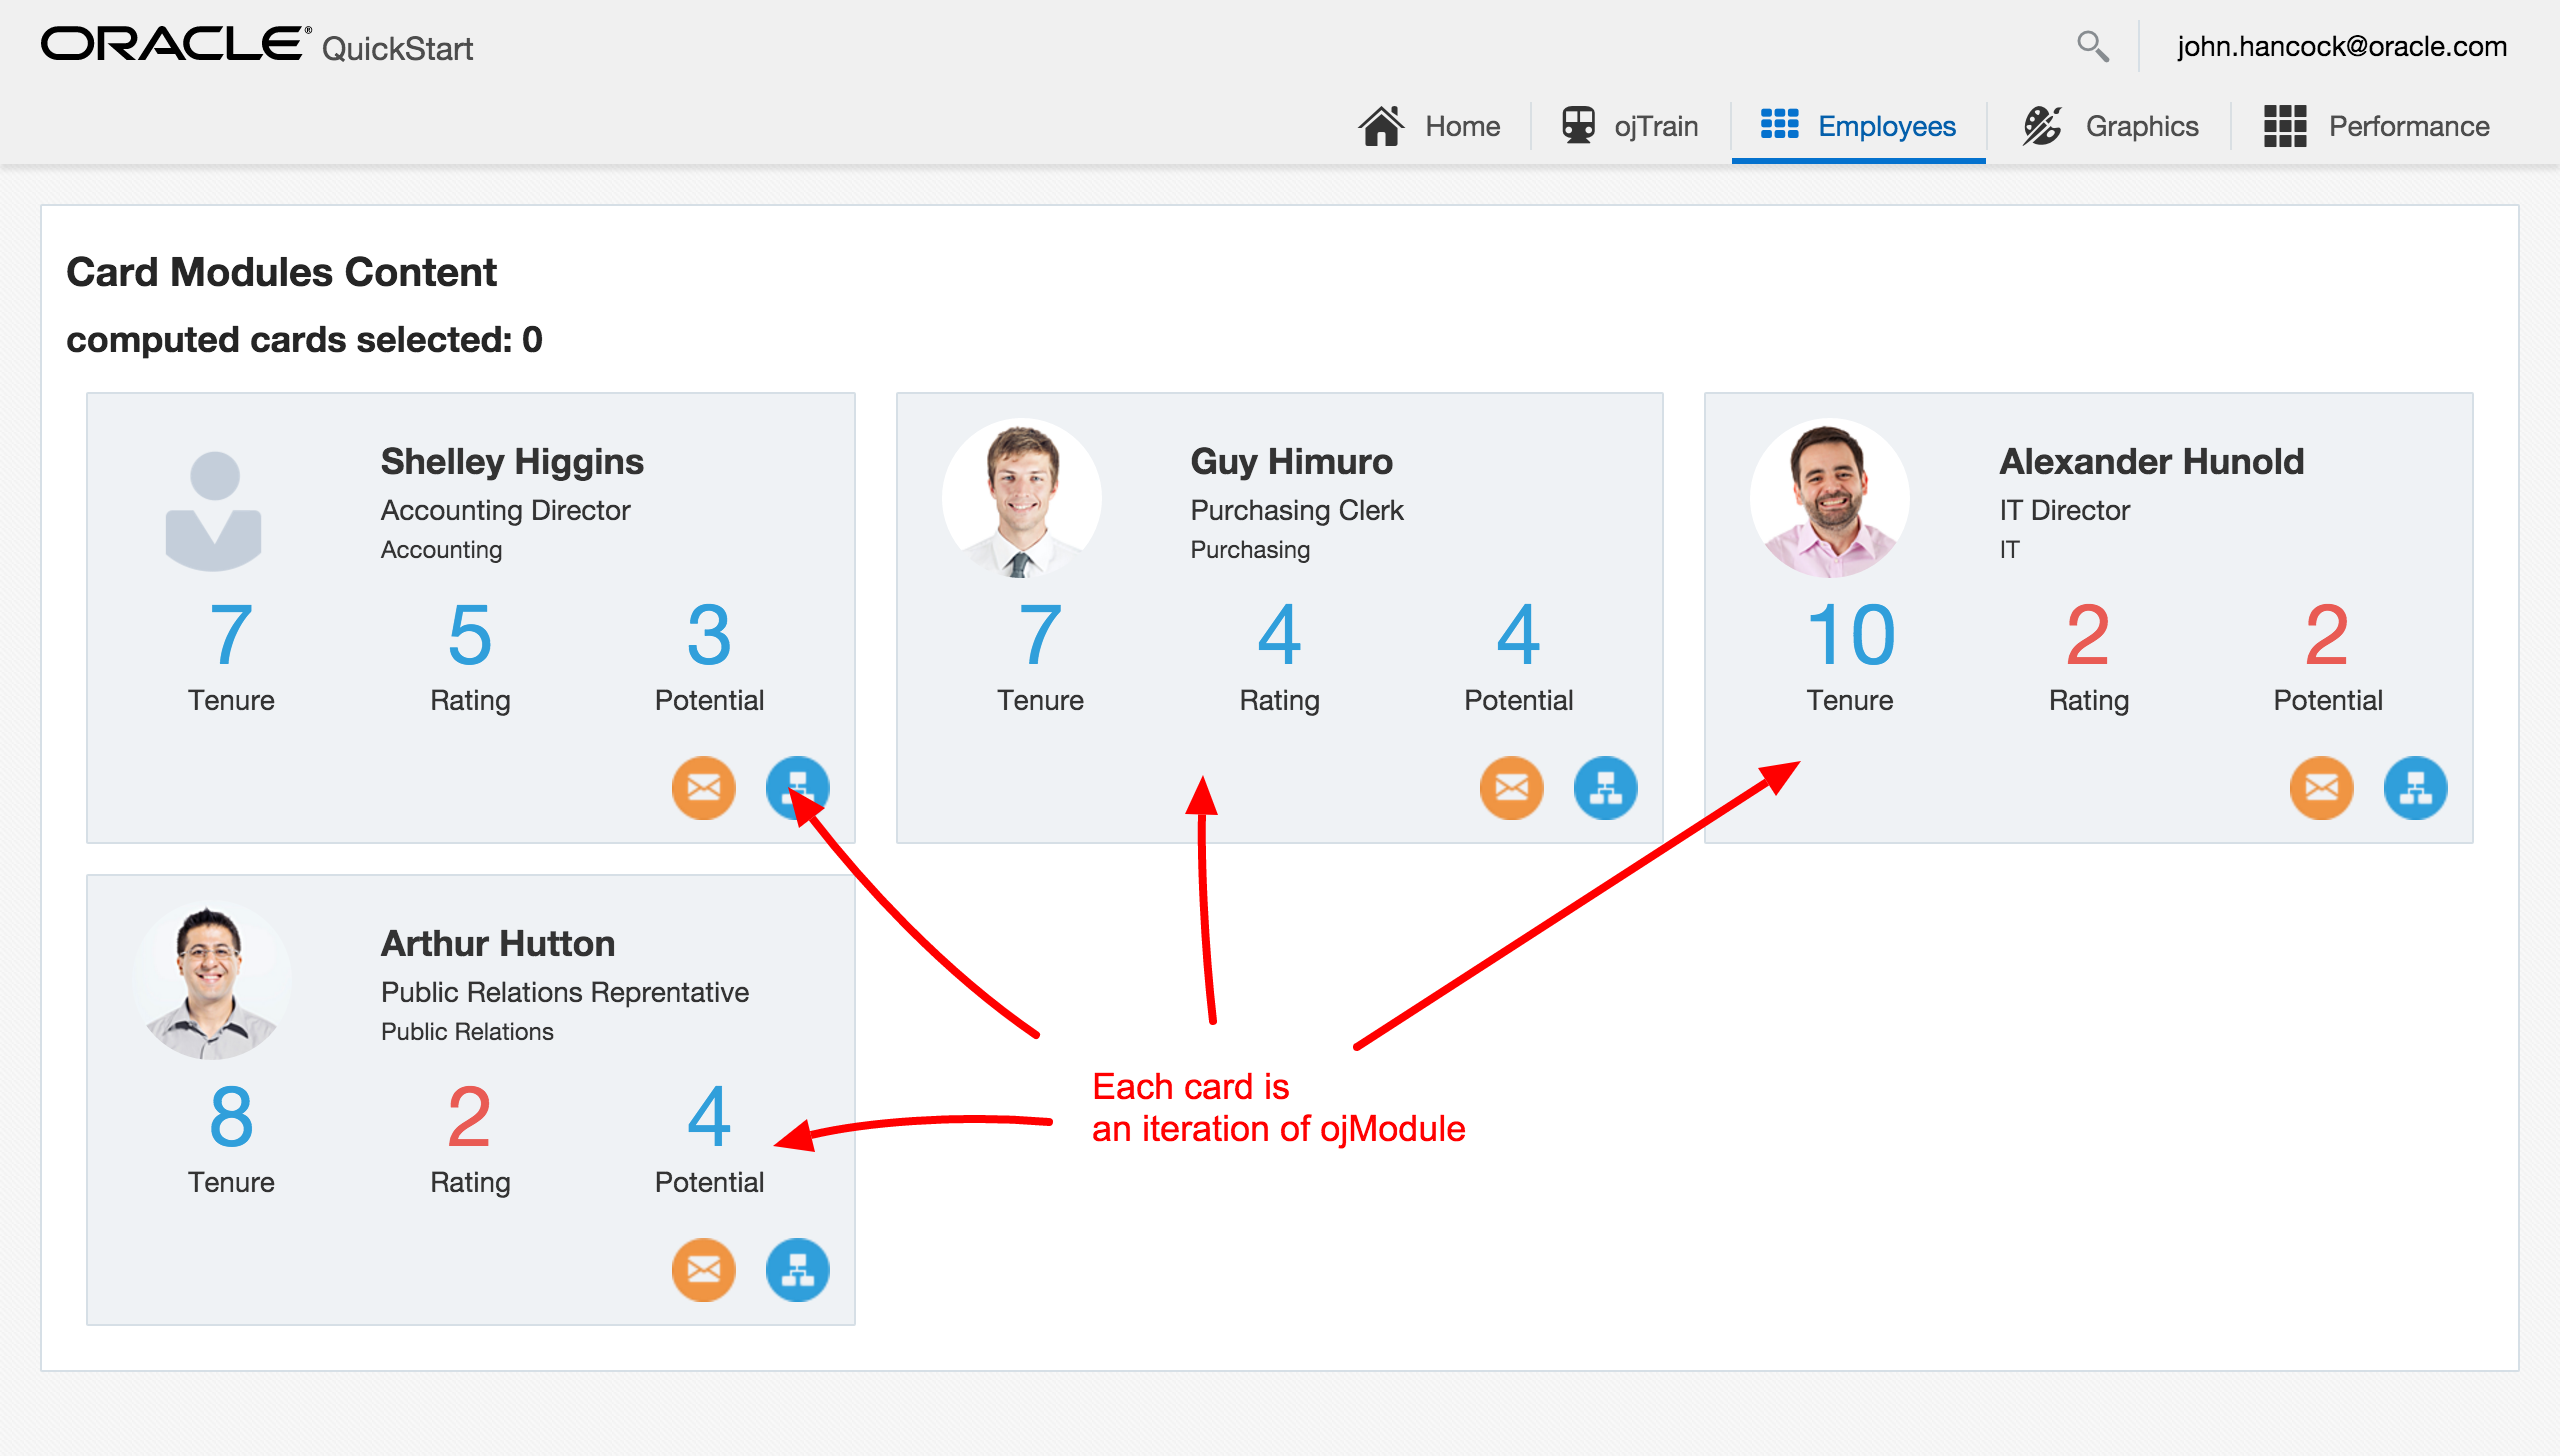 ORACLE® QuickStart
john.hancock@oracle.com
Home
ojTrain
Employees
Graphics
Performance
Card Modules Content
computed cards selected: 0
Shelley Higgins
Accounting Director
Accounting
7 5 3
Tenure Rating Potential
Guy Himuro
Purchasing Clerk
Purchasing
7 4 4
Tenure Rating Potential
Alexander Hunold
IT Director
IT
10 2 2
Tenure Rating Potential
Arthur Hutton
Public Relations Reprentative
Public Relations
8 2 4
Tenure Rating Potential
Each card is
an iteration of ojModule